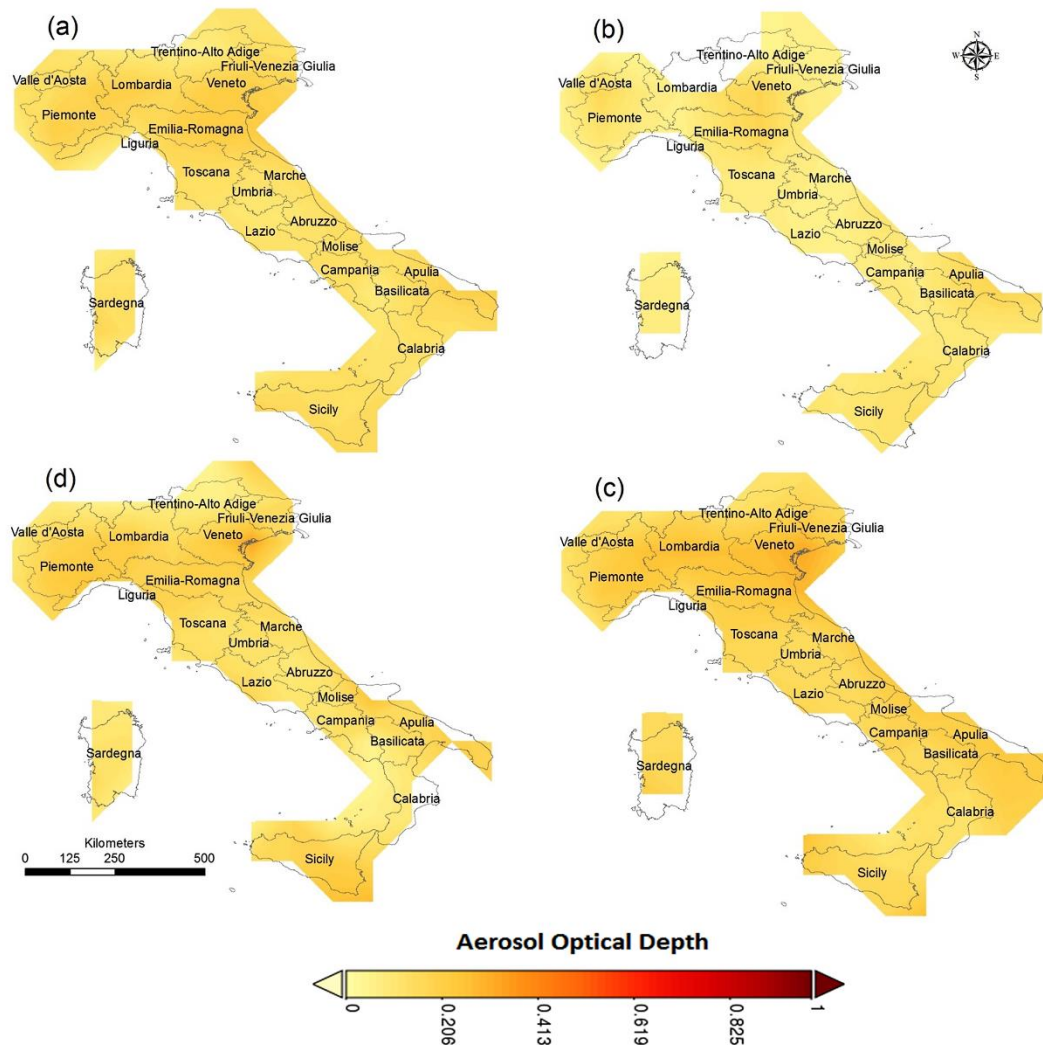 (a)
Trentino-Alto Adige
Friuli-Venezia Giulia
Valle d'Aosta
Lombardia
Veneto
Piemonte
Emilia-Romagna
Liguria
Toscana
Marche
Umbria
Abruzzo
Lazio
Molise
Campania
Apulia
Basilicata
Sardegna
Calabria
Sicily
(b)
N
W
E
S
Trentino-Alto Adige
Friuli-Venezia Giulia
Valle d'Aosta
Lombardia
Veneto
Piemonte
Emilia-Romagna
Liguria
Toscana
Marche
Umbria
Abruzzo
Lazio
Molise
Campania
Apulia
Basilicata
Sardegna
Calabria
Sicily
(d)
Trentino-Alto Adige
Friuli-Venezia Giulia
Valle d'Aosta
Lombardia
Veneto
Piemonte
Emilia-Romagna
Liguria
Toscana
Marche
Umbria
Abruzzo
Lazio
Molise
Campania
Apulia
Basilicata
Sardegna
Calabria
Sicily
Kilometers
0 125 250 500
(c)
Trentino-Alto Adige
Friuli-Venezia Giulia
Valle d'Aosta
Lombardia
Veneto
Piemonte
Emilia-Romagna
Liguria
Toscana
Marche
Umbria
Abruzzo
Lazio
Molise
Campania
Apulia
Basilicata
Sardegna
Calabria
Sicily
Aerosol Optical Depth
0 0.206 0.413 0.619 0.825 1